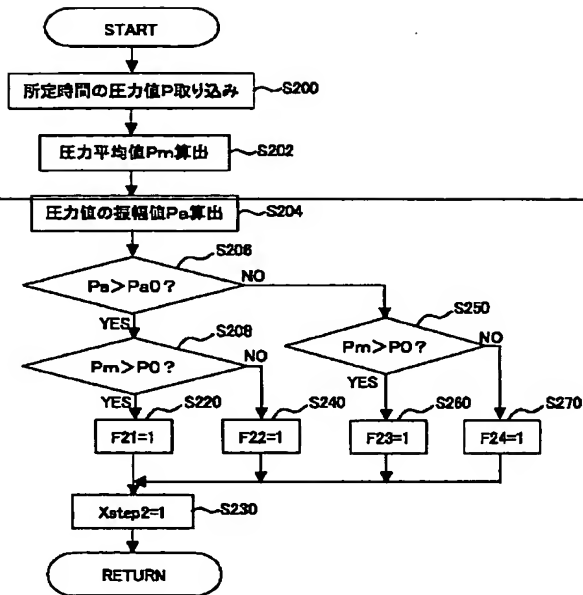 START
所定時間の圧力値P取り込み
S200
圧力平均値Pm算出
S202
圧力値の振幅値Pa算出
S204
S206
Pa>Pa0?
NO
YES
S208
S250
Pm>P0?
NO
Pm>P0?
NO
YES
S220
S240
YES
S260
S270
F21=1
F22=1
F23=1
F24=1
Xstep2=1
S230
RETURN